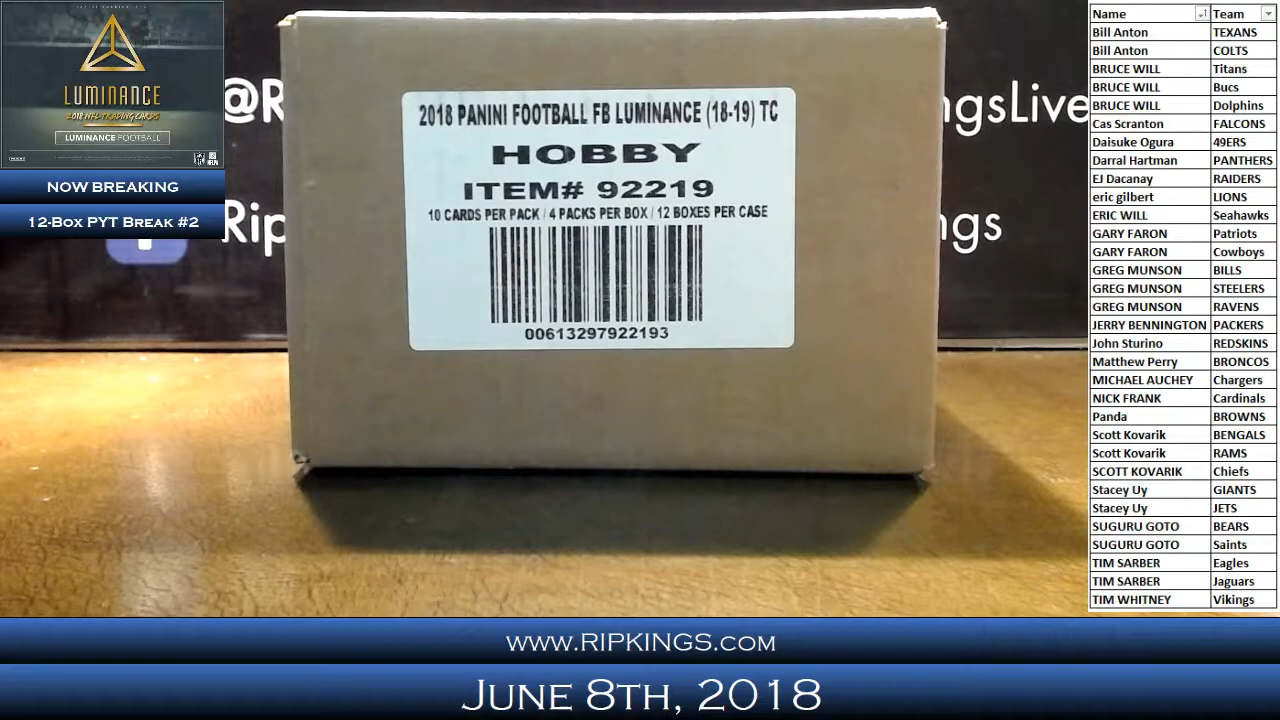 LUMINANCE
2018 NFL TRADING CARDS
LUMINANCE FOOTBALL
NOW BREAKING
12-Box PYT Break #2
@R
ngsLive
Rip
ngs
2018 PANINI FOOTBALL FB LUMINANCE (18-19) TC
HOBBY
ITEM# 92219
10 CARDS PER PACK / 4 PACKS PER BOX / 12 BOXES PER CASE
00613297922193
Name Team
Bill Anton TEXANS
Bill Anton COLTS
BRUCE WILL Titans
BRUCE WILL Bucs
BRUCE WILL Dolphins
Cas Scranton FALCONS
Daisuke Ogura 49ERS
Darral Hartman PANTHERS
EJ Dacanay RAIDERS
eric gilbert LIONS
ERIC WILL Seahawks
GARY FARON Patriots
GARY FARON Cowboys
GREG MUNSON BILLS
GREG MUNSON STEELERS
GREG MUNSON RAVENS
JERRY BENNINGTON PACKERS
John Sturino REDSKINS
Matthew Perry BRONCOS
MICHAEL AUCHEY Chargers
NICK FRANK Cardinals
Panda BROWNS
Scott Kovarik BENGALS
Scott Kovarik RAMS
SCOTT KOVARIK Chiefs
Stacey Uy GIANTS
Stacey Uy JETS
SUGURU GOTO BEARS
SUGURU GOTO Saints
TIM SARBER Eagles
TIM SARBER Jaguars
TIM WHITNEY Vikings
www.RIPKINGS.com
June 8th, 2018